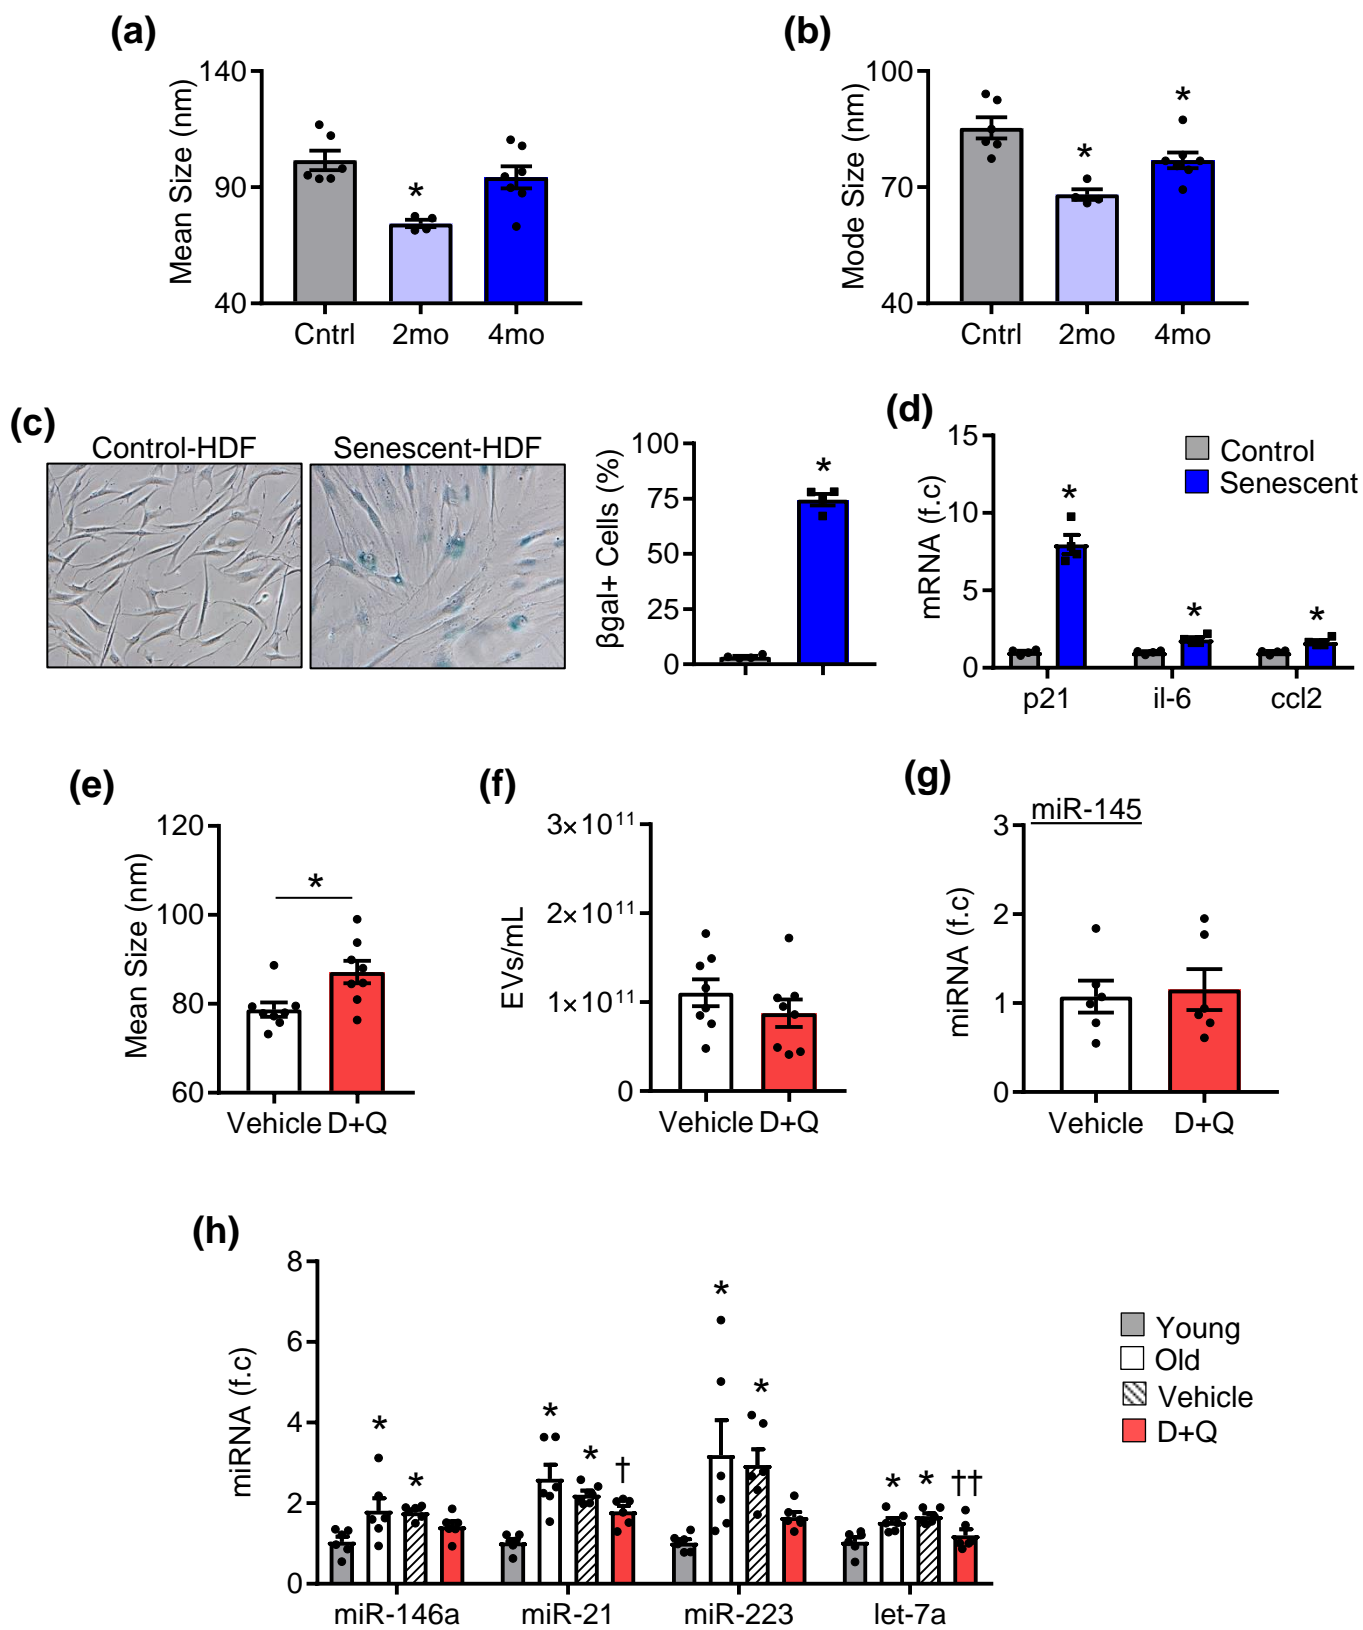 (a)
140
90
40
Mean Size (nm)
*
Cntrl 2mo 4mo
(b)
100
70
40
Mode Size (nm)
*
*
Cntrl 2mo 4mo
(c)
Control-HDF Senescent-HDF
100
75
50
25
0
βgal+ Cells (%)
*
(d)
15
10
5
0
mRNA (f.c)
Control
Senescent
*
*
*
p21 il-6 ccl2
(e)
120
100
80
60
Mean Size (nm)
*
Vehicle D+Q
(f)
3×10¹¹
2×10¹¹
1×10¹¹
0
EVs/mL
Vehicle D+Q
(g)
miR-145
3
2
1
0
miRNA (f.c)
Vehicle D+Q
(h)
8
6
4
2
0
miRNA (f.c)
* * * * † * * * * ††
miR-146a miR-21 miR-223 let-7a
Young
Old
Vehicle
D+Q